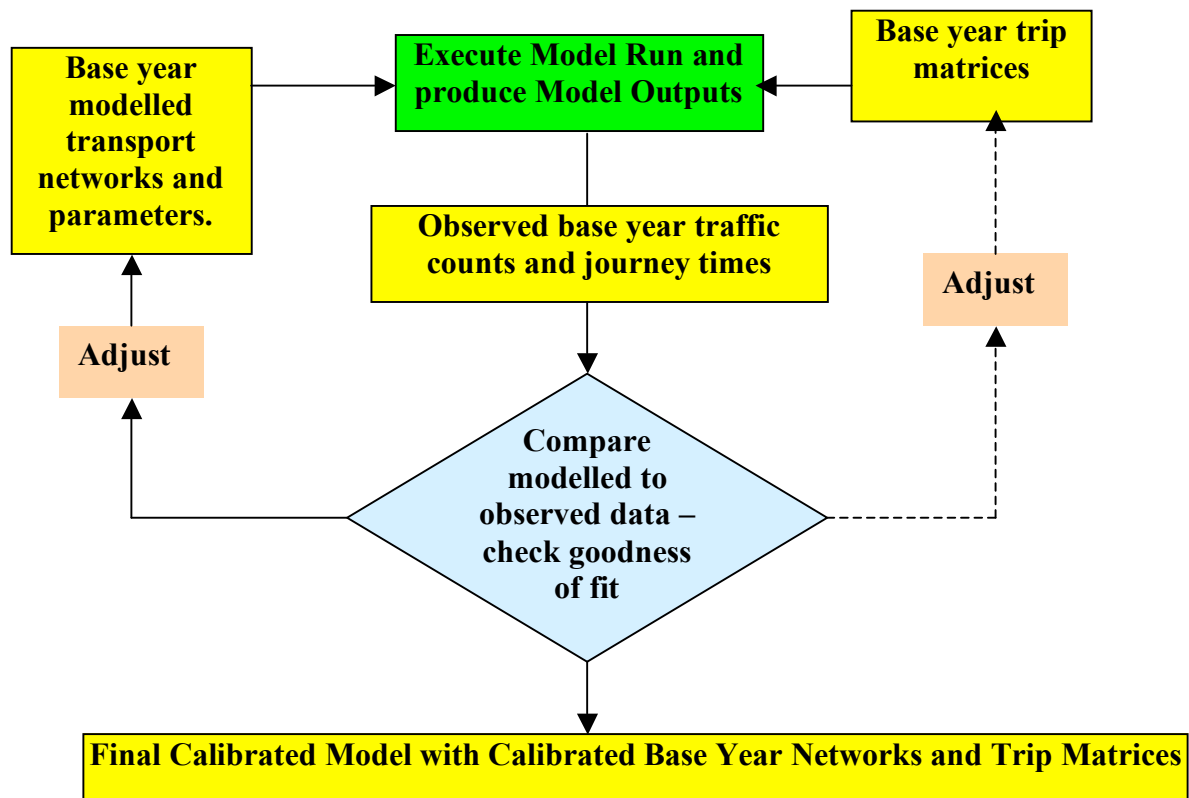 Base year
modelled
transport
networks and
parameters.
Execute Model Run and
produce Model Outputs
Base year trip
matrices
Observed base year traffic
counts and journey times
Adjust
Adjust
Compare
modelled to
observed data –
check goodness
of fit
Final Calibrated Model with Calibrated Base Year Networks and Trip Matrices